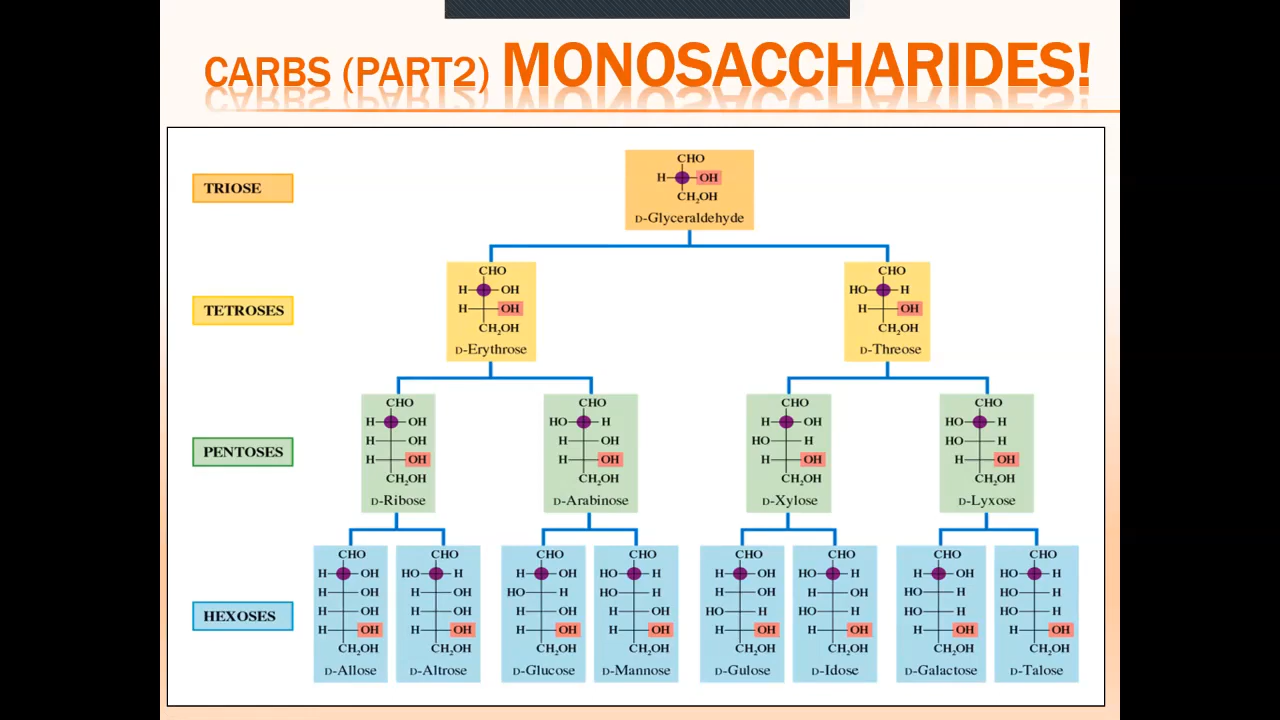 CARBS (PART2) MONOSACCHARIDES!
TRIOSE
CHO
H OH
CH₂OH
D-Glyceraldehyde
TETROSES
CHO
H OH
H OH
CH₂OH
D-Erythrose
CHO
HO H
H OH
CH₂OH
D-Threose
PENTOSES
CHO
H OH
H OH
H OH
CH₂OH
D-Ribose
CHO
HO H
H OH
H OH
CH₂OH
D-Arabinose
CHO
H OH
HO H
H OH
CH₂OH
D-Xylose
CHO
HO H
HO H
H OH
CH₂OH
D-Lyxose
HEXOSES
CHO
H OH
H OH
H OH
H OH
CH₂OH
D-Allose
CHO
HO H
H OH
H OH
H OH
CH₂OH
D-Altrose
CHO
H OH
HO H
H OH
H OH
CH₂OH
D-Glucose
CHO
HO H
HO H
H OH
H OH
CH₂OH
D-Mannose
CHO
H OH
H OH
HO H
H OH
CH₂OH
D-Gulose
CHO
HO H
H OH
HO H
H OH
CH₂OH
D-Idose
CHO
H OH
HO H
HO H
H OH
CH₂OH
D-Galactose
CHO
HO H
HO H
HO H
H OH
CH₂OH
D-Talose